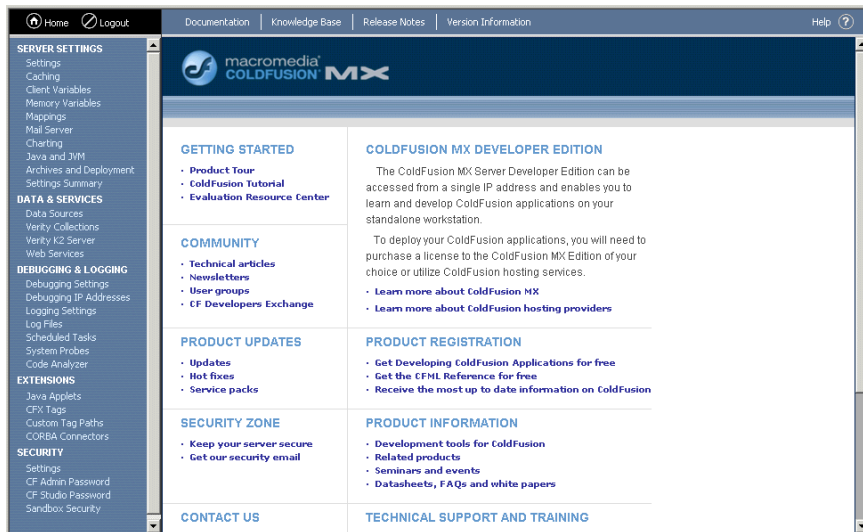 Home Logout Documentation Knowledge Base Release Notes Version Information Help ?
SERVER SETTINGS
Settings
Caching
Client Variables
Memory Variables
Mappings
Mail Server
Charting
Java and JVM
Archives and Deployment
Settings Summary
DATA & SERVICES
Data Sources
Verity Collections
Verity K2 Server
Web Services
DEBUGGING & LOGGING
Debugging Settings
Debugging IP Addresses
Logging Settings
Log Files
Scheduled Tasks
System Probes
Code Analyzer
EXTENSIONS
Java Applets
CFX Tags
Custom Tag Paths
CORBA Connectors
SECURITY
Settings
CF Admin Password
CF Studio Password
Sandbox Security
cf
macromedia
COLDFUSION MX
GETTING STARTED
· Product Tour
· ColdFusion Tutorial
· Evaluation Resource Center
COMMUNITY
· Technical articles
· Newsletters
· User groups
· CF Developers Exchange
PRODUCT UPDATES
· Updates
· Hot fixes
· Service packs
SECURITY ZONE
· Keep your server secure
· Get our security email
CONTACT US
COLDFUSION MX DEVELOPER EDITION
The ColdFusion MX Server Developer Edition can be
accessed from a single IP address and enables you to
learn and develop ColdFusion applications on your
standalone workstation.
To deploy your ColdFusion applications, you will need to
purchase a license to the ColdFusion MX Edition of your
choice or utilize ColdFusion hosting services.
· Learn more about ColdFusion MX
· Learn more about ColdFusion hosting providers
PRODUCT REGISTRATION
· Get Developing ColdFusion Applications for free
· Get the CFML Reference for free
· Receive the most up to date information on ColdFusion
PRODUCT INFORMATION
· Development tools for ColdFusion
· Related products
· Seminars and events
· Datasheets, FAQs and white papers
TECHNICAL SUPPORT AND TRAINING